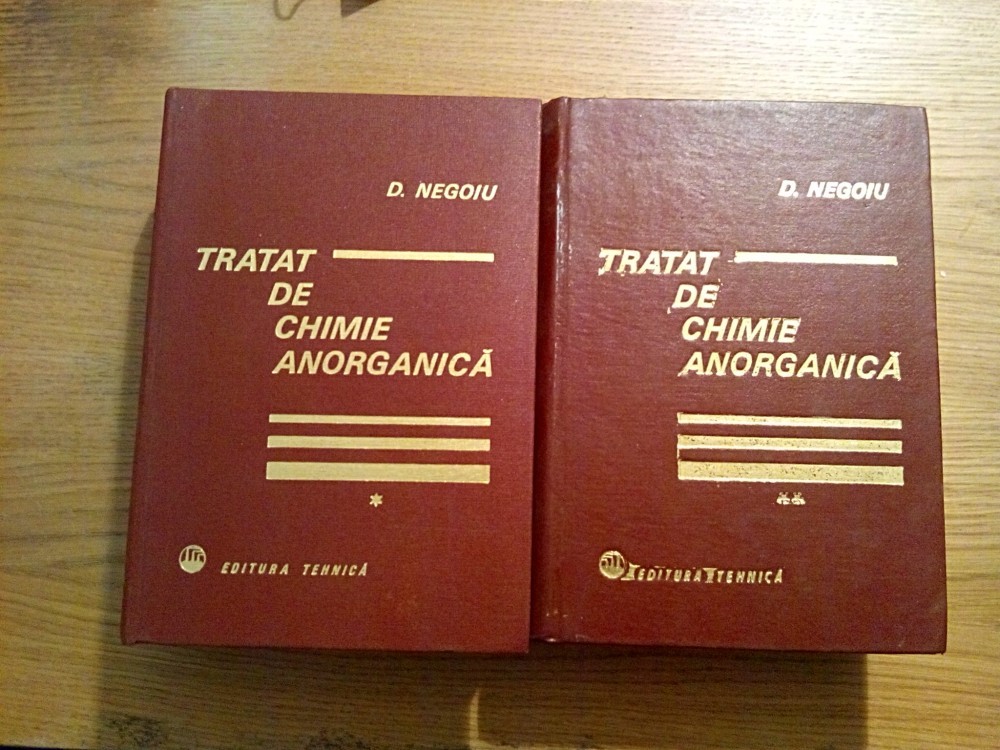 D. NEGOIU
TRATAT
DE
CHIMIE
ANORGANICĂ
*
EDITURA TEHNICĂ
D. NEGOIU
TRATAT
DE
CHIMIE
ANORGANICĂ
**
EDITURA TEHNICĂ